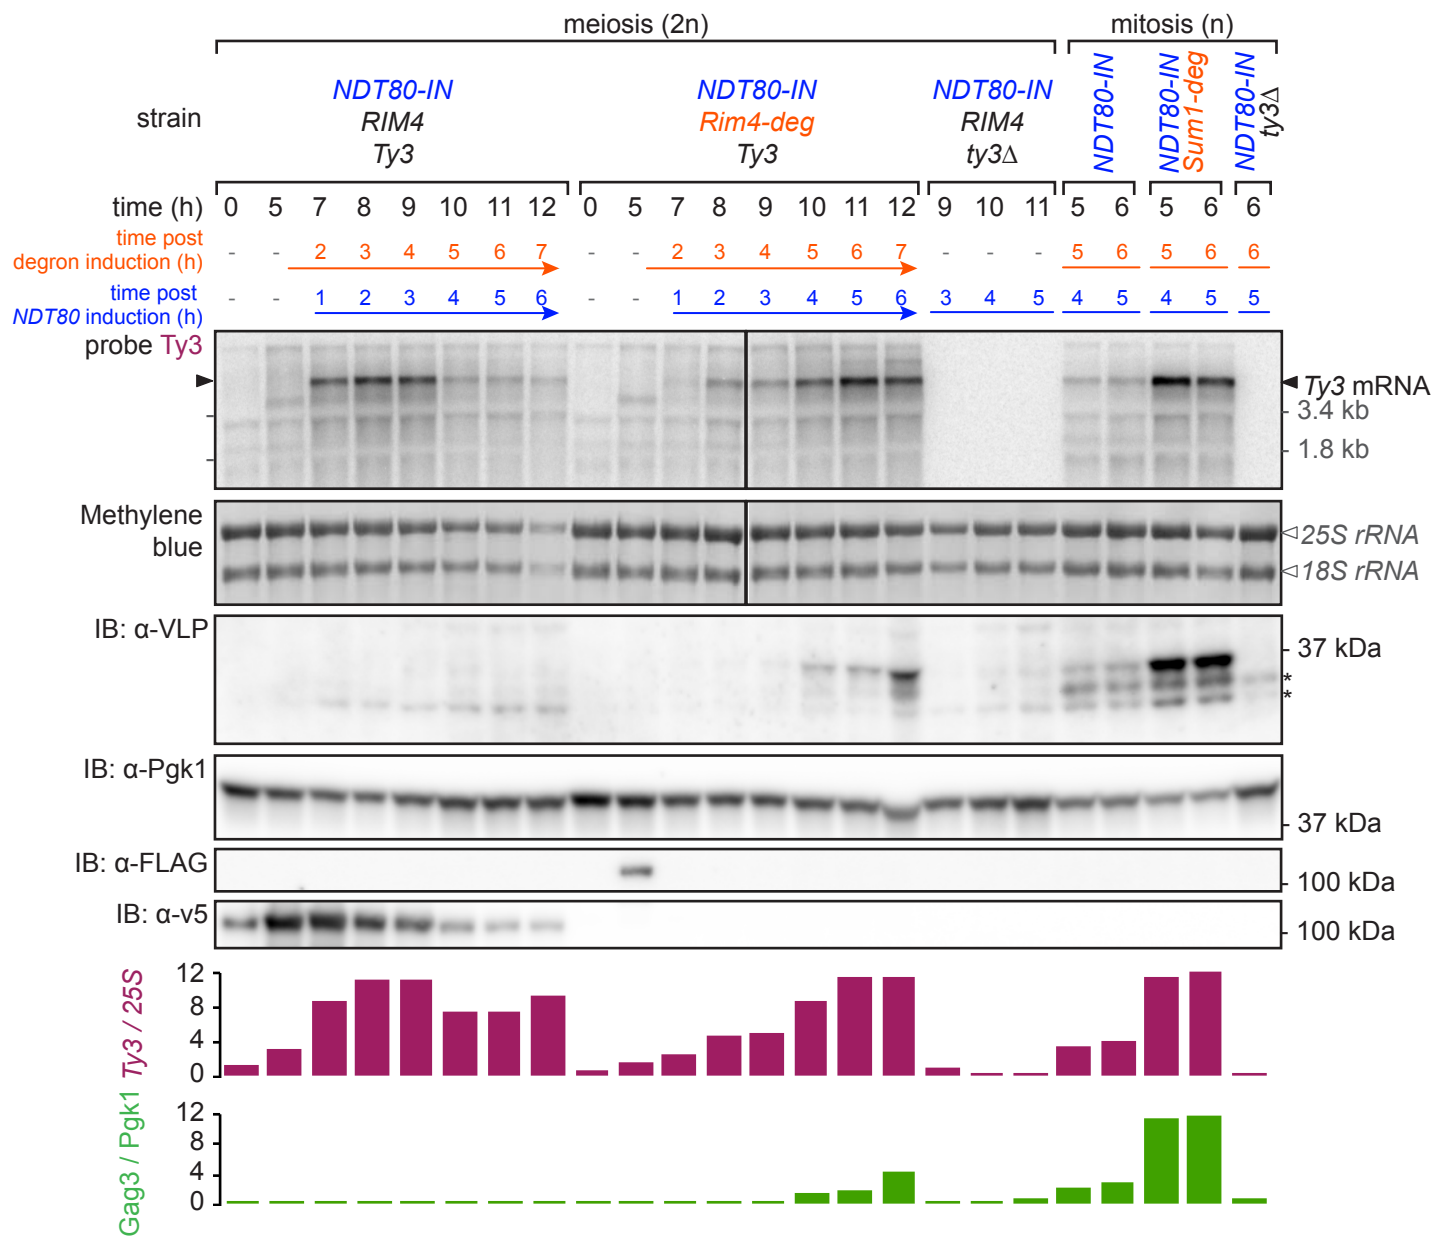 meiosis (2n) mitosis (n)
strain
NDT80-IN
RIM4
Ty3
NDT80-IN
Rim4-deg
Ty3
NDT80-IN
RIM4
ty3Δ
NDT80-IN
NDT80-IN
Sum1-deg
NDT80-IN
ty3Δ
time (h) 0 5 7 8 9 10 11 12 0 5 7 8 9 10 11 12 9 10 11 5 6 5 6 6
time post
degron induction (h) - - 2 3 4 5 6 7 - - 2 3 4 5 6 7 - - - 5 6 5 6 6
time post
NDT80 induction (h) - - 1 2 3 4 5 6 - - 1 2 3 4 5 6 3 4 5 4 5 4 5 5
probe Ty3
Ty3 mRNA
3.4 kb
1.8 kb
Methylene
blue
25S rRNA
18S rRNA
IB: α-VLP
37 kDa
*
*
IB: α-Pgk1
37 kDa
IB: α-FLAG
100 kDa
IB: α-v5
100 kDa
Ty3 / 25S
12
8
4
0
Gag3 / Pgk1
12
8
4
0